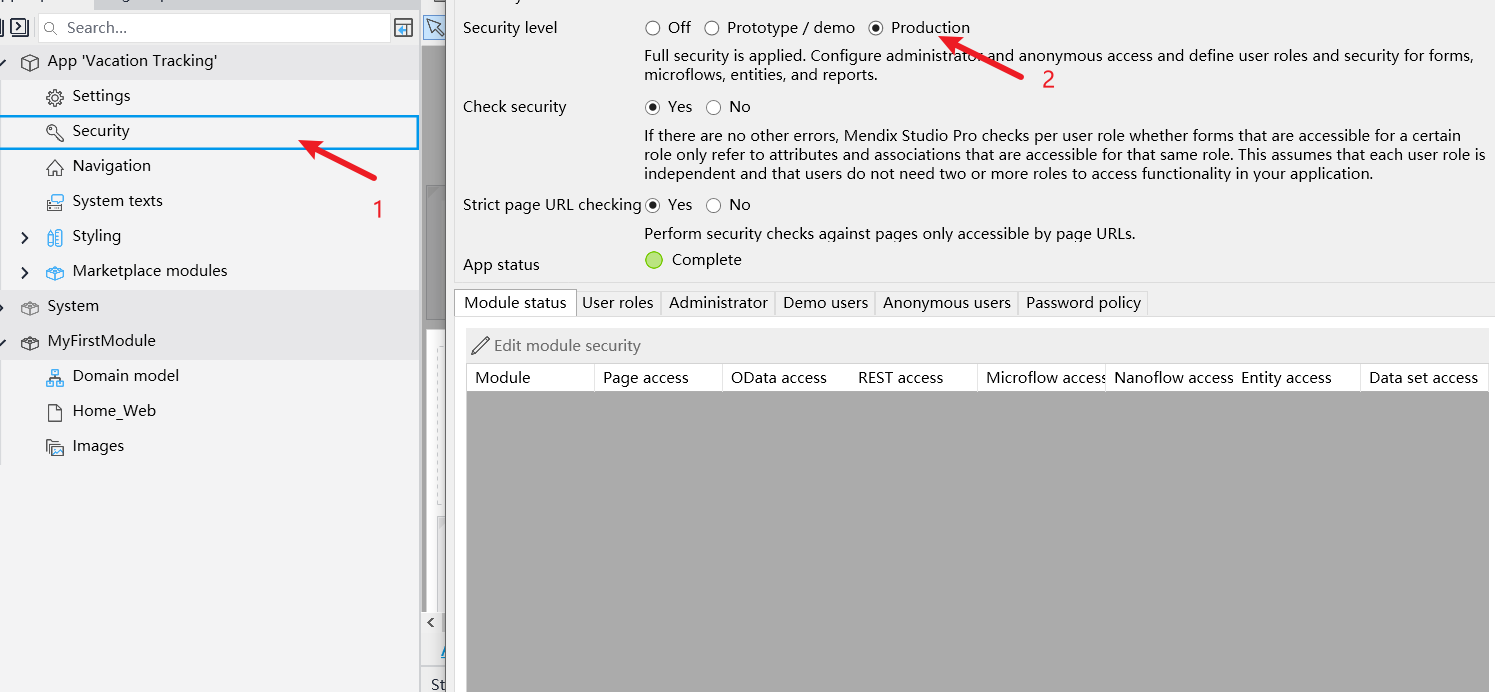 Search...
App 'Vacation Tracking'
Settings
Security
Navigation
System texts
Styling
Marketplace modules
System
MyFirstModule
Domain model
Home_Web
Images
1
Security level Off Prototype / demo Production
Full security is applied. Configure administrator and anonymous access and define user roles and security for forms,
microflows, entities, and reports.
2
Check security Yes No
If there are no other errors, Mendix Studio Pro checks per user role whether forms that are accessible for a certain
role only refer to attributes and associations that are accessible for that same role. This assumes that each user role is
independent and that users do not need two or more roles to access functionality in your application.
Strict page URL checking Yes No
Perform security checks against pages only accessible by page URLs.
App status Complete
Module status User roles Administrator Demo users Anonymous users Password policy
Edit module security
Module Page access OData access REST access Microflow access Nanoflow access Entity access Data set access
St